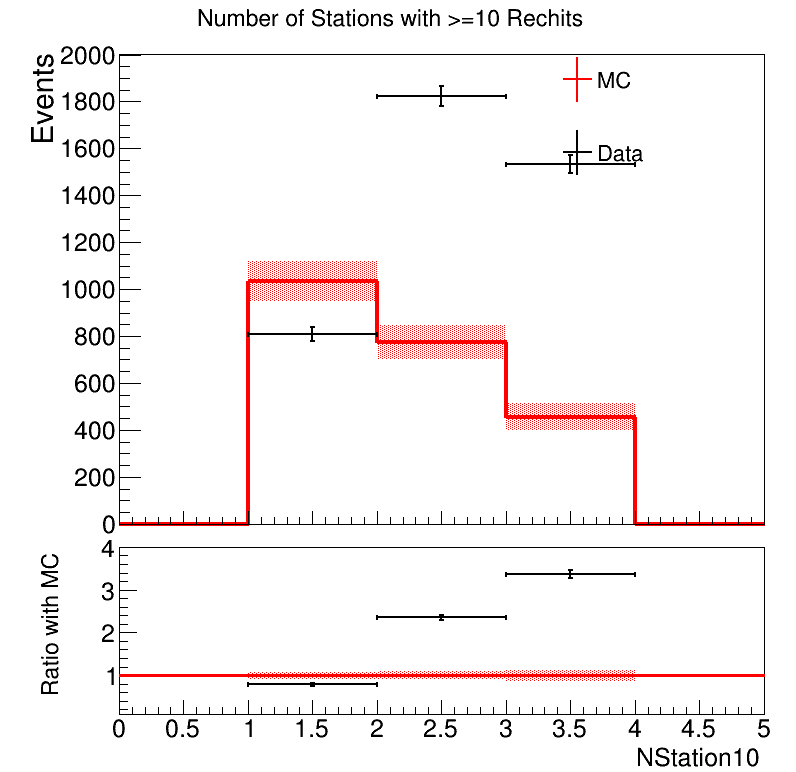 Number of Stations with >=10 Rechits
Events
2000
1800
1600
1400
1200
1000
800
600
400
200
0
MC
Data
Ratio with MC
4
3
2
1
0 0.5 1 1.5 2 2.5 3 3.5 4 4.5 5
NStation10